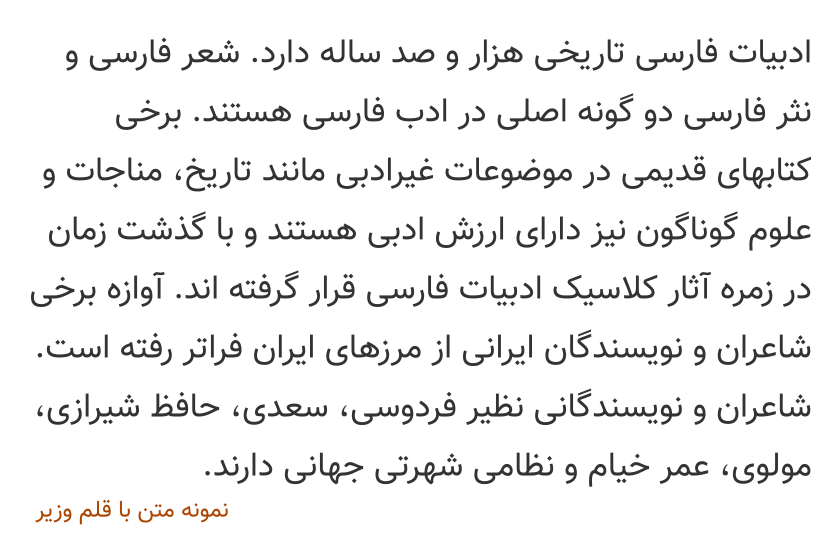 ادبیات فارسی تاریخی هزار و صد ساله دارد. شعر فارسی و
نثر فارسی دو گونه اصلی در ادب فارسی هستند. برخی
کتابهای قدیمی در موضوعات غیرادبی مانند تاریخ، مناجات و
علوم گوناگون نیز دارای ارزش ادبی هستند و با گذشت زمان
در زمره آثار کلاسیک ادبیات فارسی قرار گرفته اند. آوازه برخی
شاعران و نویسندگان ایرانی از مرزهای ایران فراتر رفته است.
شاعران و نویسندگانی نظیر فردوسی، سعدی، حافظ شیرازی،
مولوی، عمر خیام و نظامی شهرتی جهانی دارند.
نمونه متن با قلم وزیر